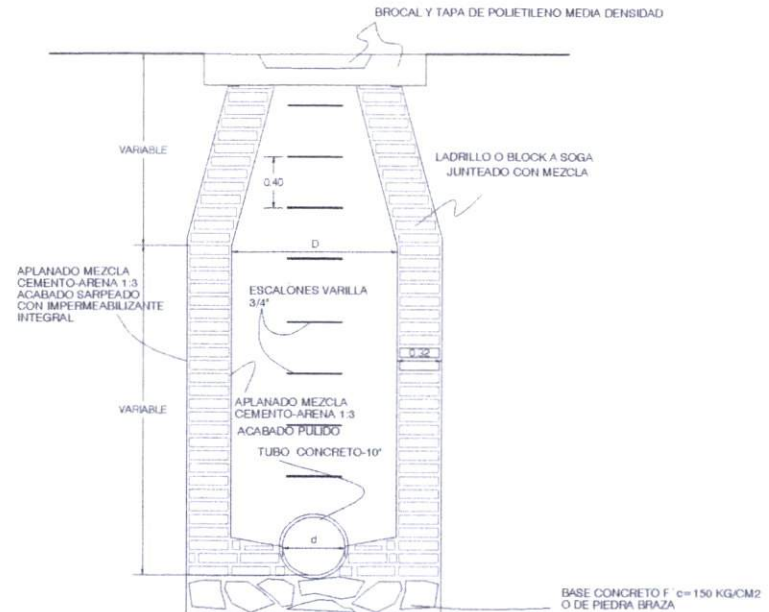 BROCAL Y TAPA DE POLIETILENO MEDIA DENSIDAD
VARIABLE
0.40
LADRILLO O BLOCK A SOGA
JUNTEADO CON MEZCLA
D
APLANADO MEZCLA
CEMENTO-ARENA 1:3
ACABADO SARPEADO
CON IMPERMEABILIZANTE
INTEGRAL
ESCALONES VARILLA
3/4"
0.32
VARIABLE
APLANADO MEZCLA
CEMENTO-ARENA 1:3
ACABADO PULIDO
TUBO CONCRETO-10"
d
BASE CONCRETO F´c=150 KG/CM2
O DE PIEDRA BRAZA